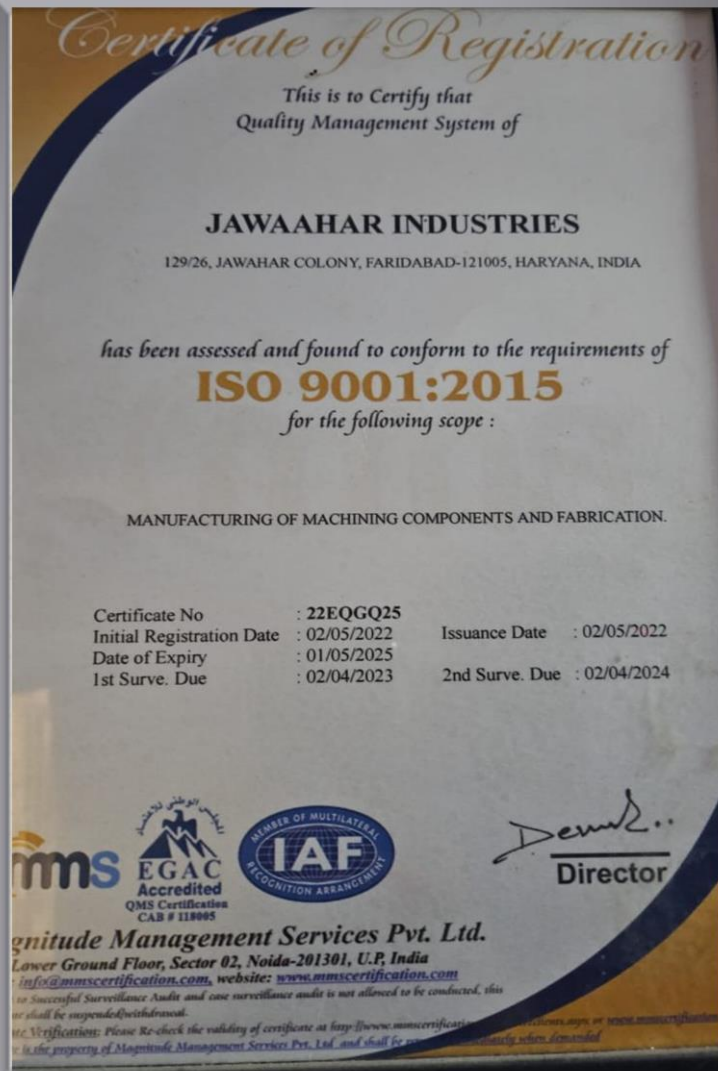 Certificate of Registration
This is to Certify that
Quality Management System of
JAWAAHAR INDUSTRIES
129/26, JAWAHAR COLONY, FARIDABAD-121005, HARYANA, INDIA
has been assessed and found to conform to the requirements of
ISO 9001:2015
for the following scope :
MANUFACTURING OF MACHINING COMPONENTS AND FABRICATION.
Certificate No : 22EQGQ25
Initial Registration Date : 02/05/2022 Issuance Date : 02/05/2022
Date of Expiry : 01/05/2025
1st Surve. Due : 02/04/2023 2nd Surve. Due : 02/04/2024
mms
EGAC
Accredited
QMS Certification
CAB # 118005
MEMBER OF MULTILATERAL
IAF
RECOGNITION ARRANGEMENT
Director
gnitude Management Services Pvt. Ltd.
Lower Ground Floor, Sector 02, Noida-201301, U.P, India
info@mmscertification.com, website: www.mmscertification.com
to Successful Surveillance Audit and case surveillance audit is not allowed to be conducted, this
shall be suspended/withdrawal.
Verification: Please Re-check the validity of certificate at or
is the property of Magnitude Management Services Pvt. Ltd and shall be when demanded